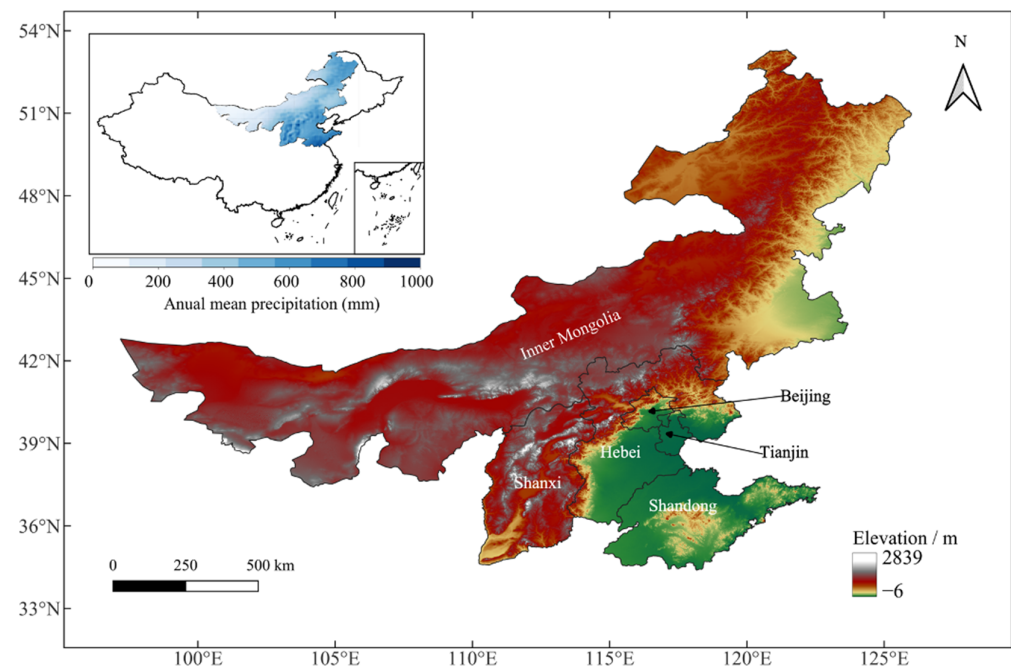 54°N
51°N
48°N
45°N
42°N
39°N
36°N
33°N
N
0
200
400
600
800
1000
Anual mean precipitation (mm)
Inner Mongolia
Beijing
Tianjin
Hebei
Shanxi
Shandong
Elevation / m
2839
−6
0
250
500 km
100°E
105°E
110°E
115°E
120°E
125°E